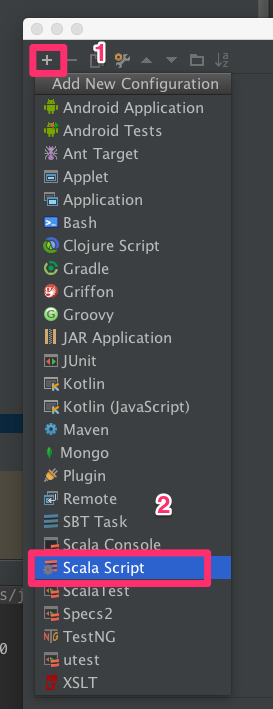 1
Add New Configuration
Android Application
Android Tests
Ant Target
Applet
Application
Bash
Clojure Script
Gradle
Griffon
Groovy
JAR Application
JUnit
Kotlin
Kotlin (JavaScript)
Maven
Mongo
Plugin
Remote
2
SBT Task
Scala Console
Scala Script
s/j
ScalaTest
Specs2
TestNG
0
utest
XSLT